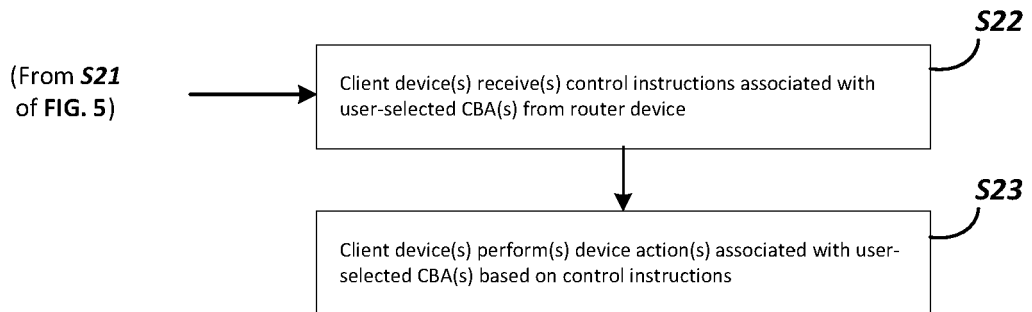 S22
(From S21
of FIG. 5)
Client device(s) receive(s) control instructions associated with
user-selected CBA(s) from router device
S23
Client device(s) perform(s) device action(s) associated with user-
selected CBA(s) based on control instructions